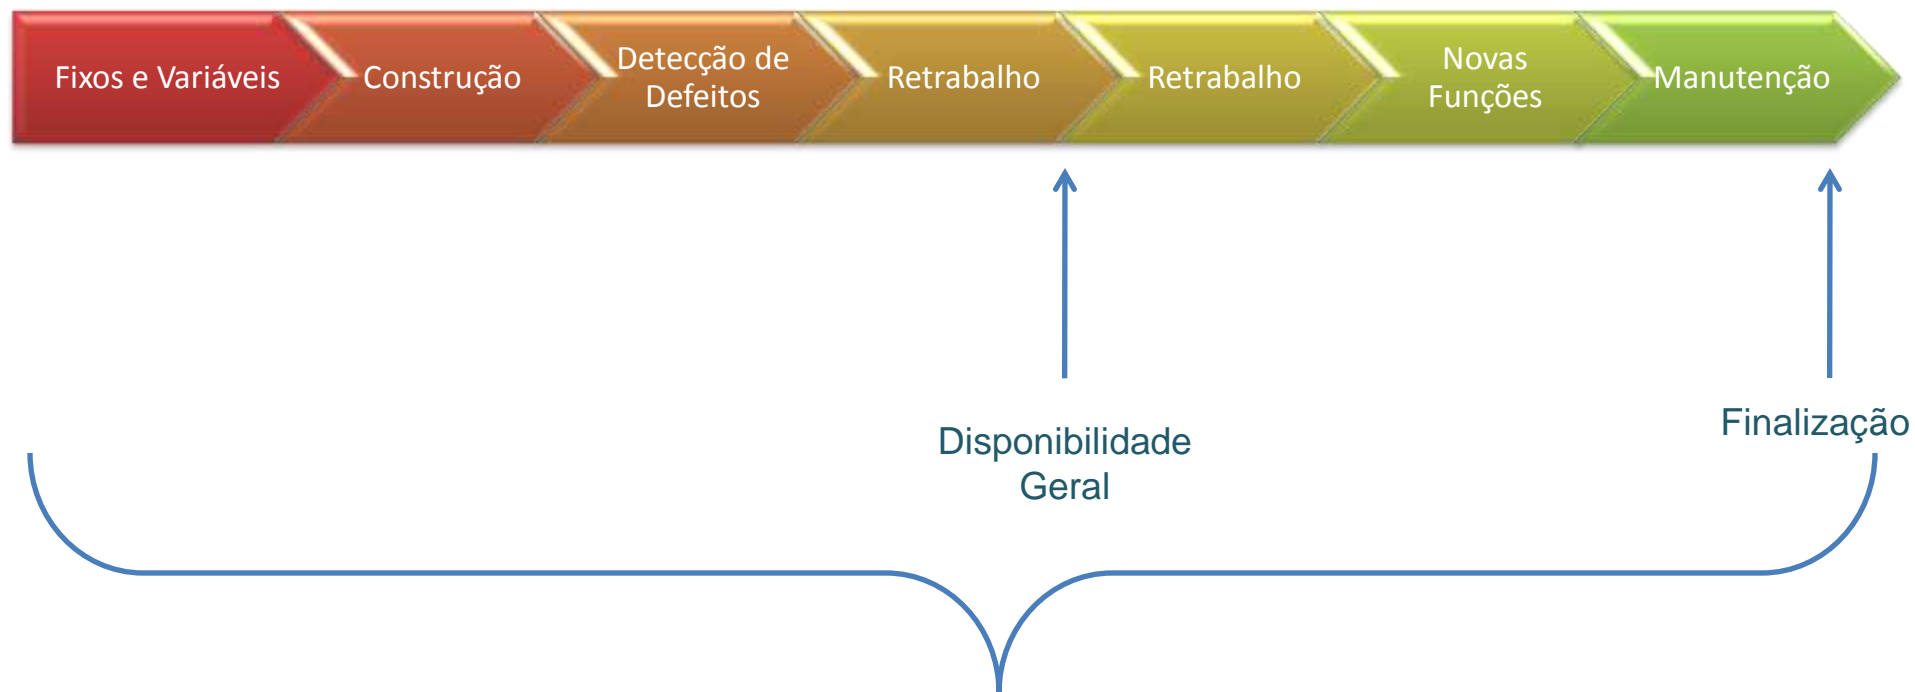 Fixos e Variáveis
Construção
Detecção de
Defeitos
Retrabalho
Retrabalho
Novas
Funções
Manutenção
Disponibilidade
Geral
Finalização